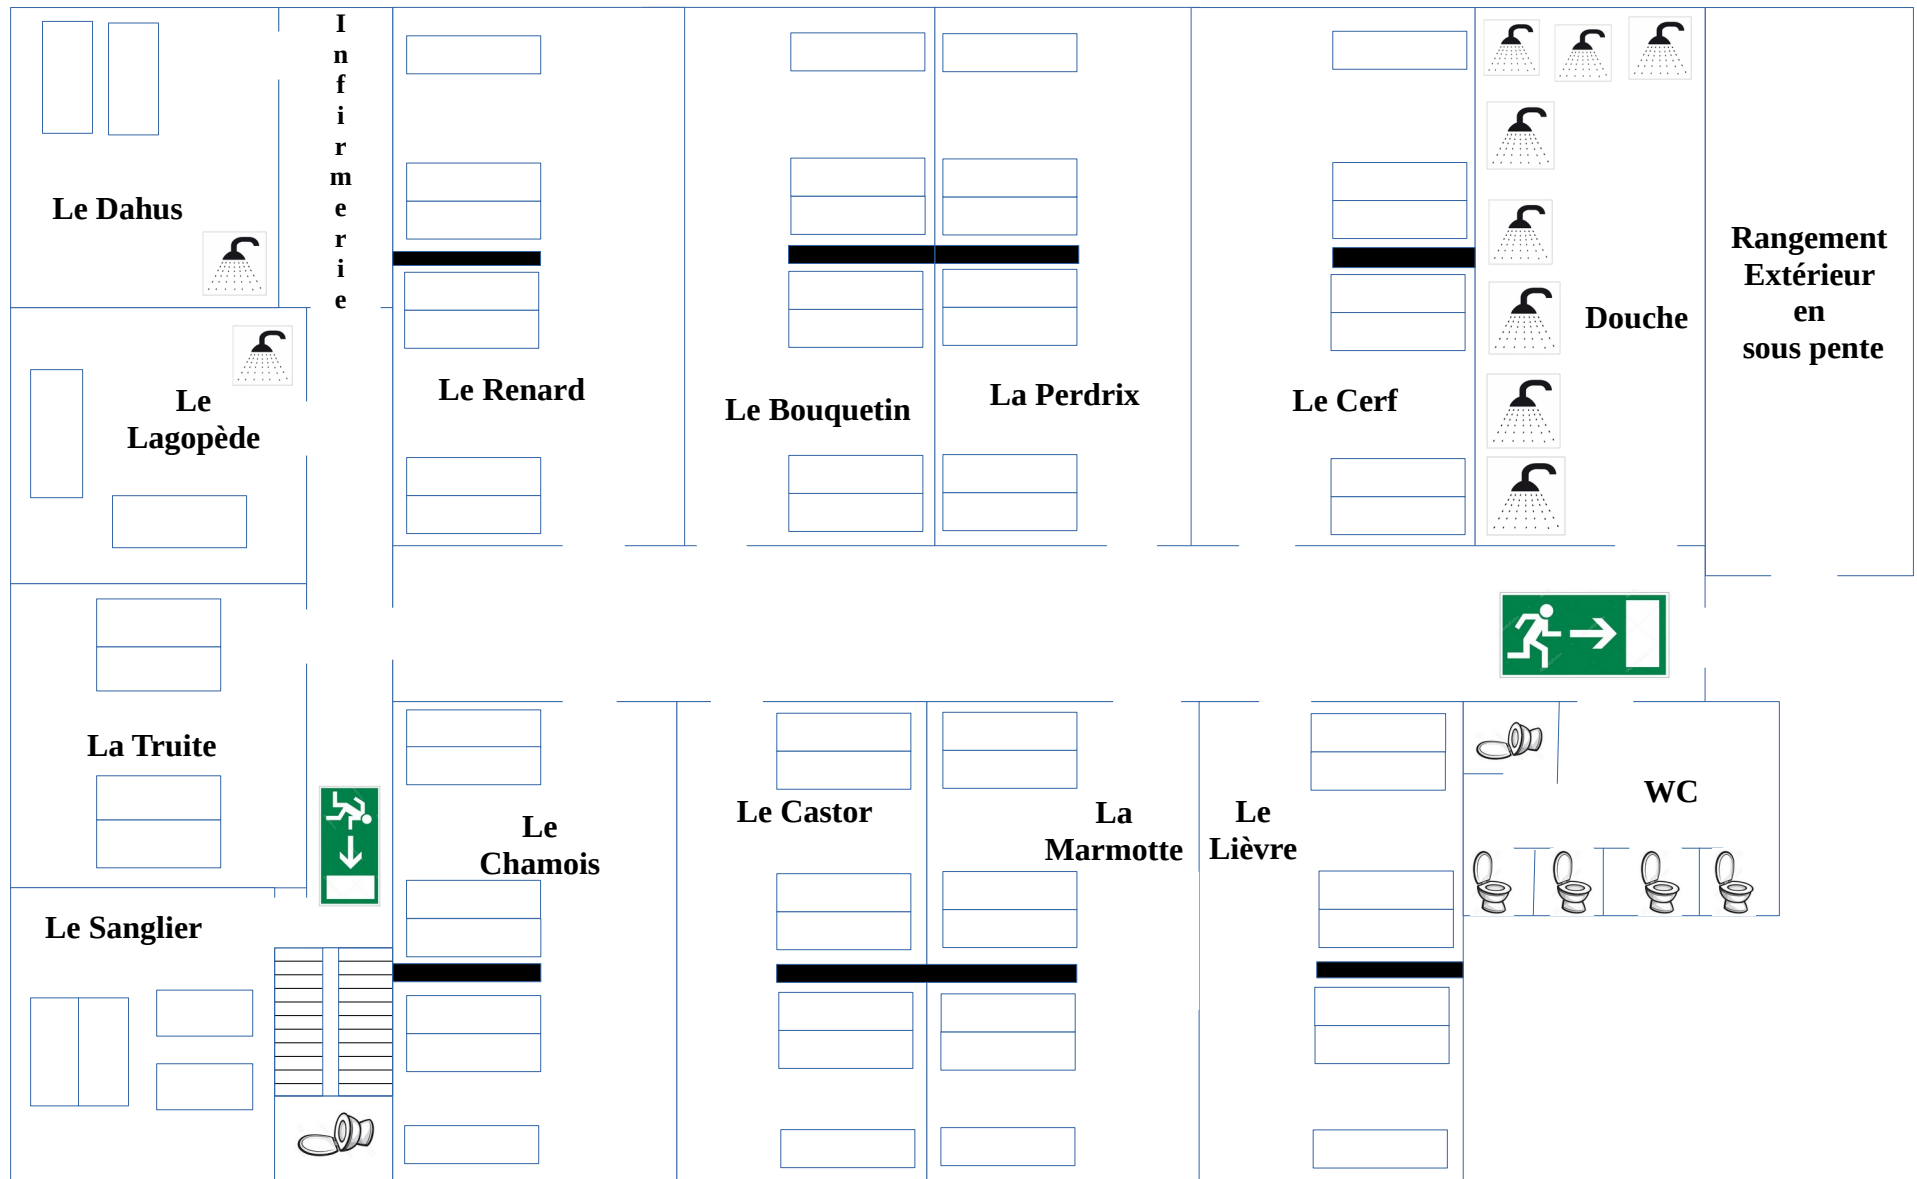 Infirmerie
Le Dahus
Rangement
Extérieur
en
sous pente
Douche
Le
Lagopède
Le Renard
Le Bouquetin
La Perdrix
Le Cerf
La Truite
Le
Chamois
Le Castor
La
Marmotte
Le
Lièvre
WC
Le Sanglier